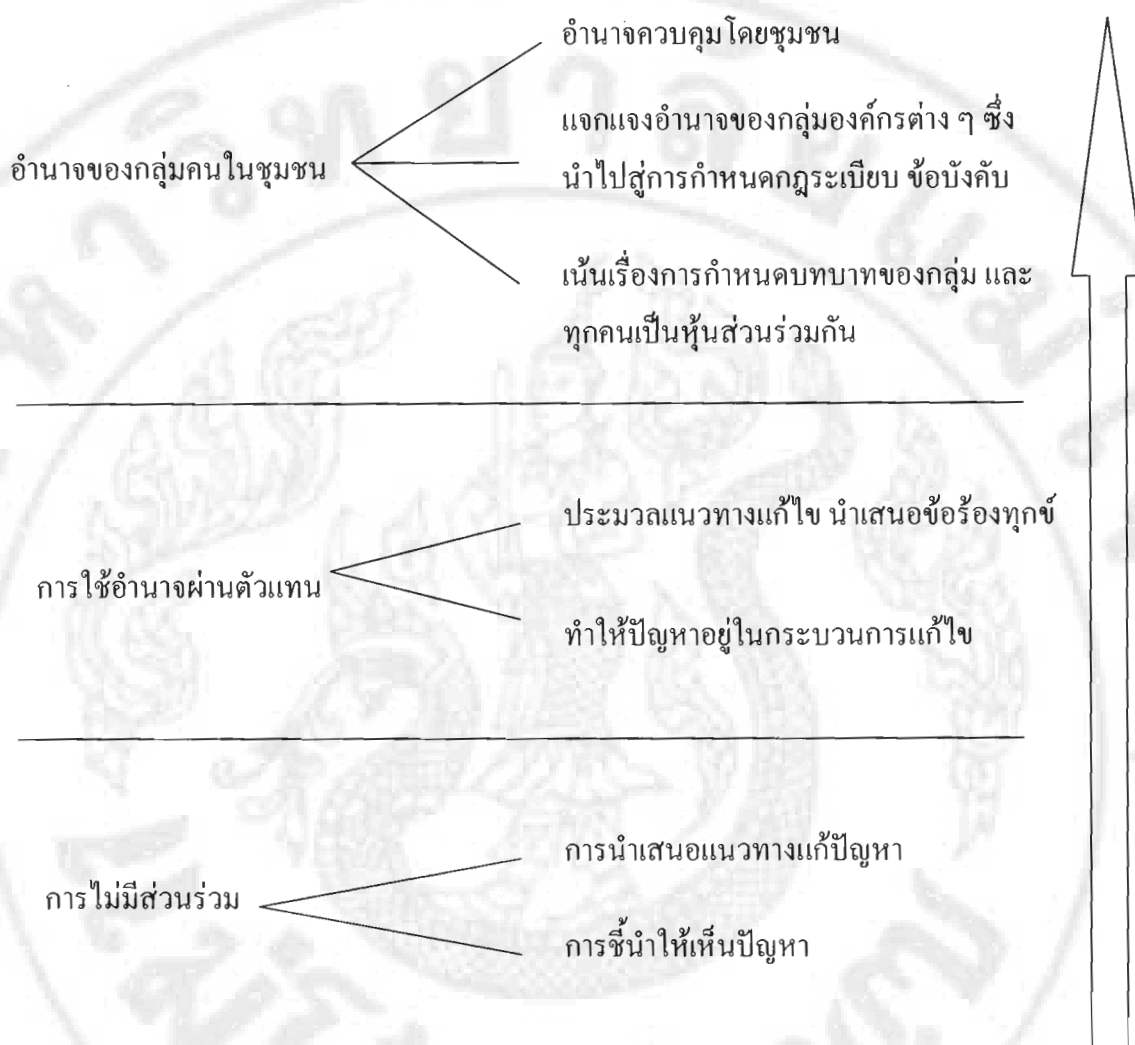 อำนาจควบคุมโดยชุมชน
แจกแจงอำนาจของกลุ่มองค์กรต่าง ๆ ซึ่ง
อำนาจของกลุ่มคนในชุมชน
นำไปสู่การกำหนดกฎระเบียบ ข้อบังคับ
เน้นเรื่องการกำหนดบทบาทของกลุ่ม และ
ทุกคนเป็นหุ้นส่วนร่วมกัน
ประมวลแนวทางแก้ไข นำเสนอข้อร้องทุกข์
การใช้อำนาจผ่านตัวแทน
ทำให้ปัญหาอยู่ในกระบวนการแก้ไข
การนำเสนอแนวทางแก้ปัญหา
การไม่มีส่วนร่วม
การชี้นำให้เห็นปัญหา